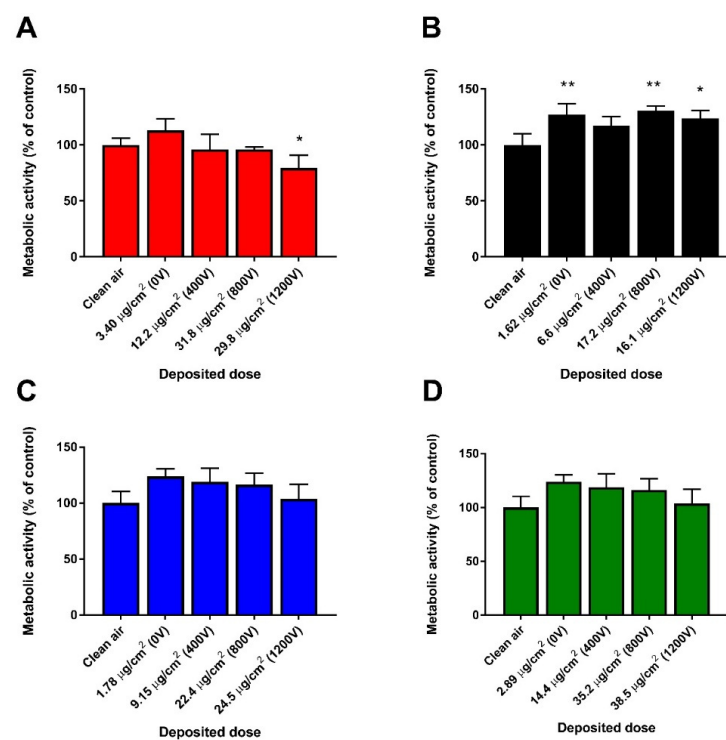 A
Metabolic activity (% of control)
150
100
50
0
*
Clean air
3.40 μg/cm² (0V)
12.2 μg/cm² (400V)
31.8 μg/cm² (800V)
29.8 μg/cm² (1200V)
Deposited dose
B
Metabolic activity (% of control)
150
100
50
0
**
**
*
Clean air
1.62 μg/cm² (0V)
6.6 μg/cm² (400V)
17.2 μg/cm² (800V)
16.1 μg/cm² (1200V)
Deposited dose
C
Metabolic activity (% of control)
150
100
50
0
Clean air
1.78 μg/cm² (0V)
9.15 μg/cm² (400V)
22.4 μg/cm² (800V)
24.5 μg/cm² (1200V)
Deposited dose
D
Metabolic activity (% of control)
150
100
50
0
Clean air
2.89 μg/cm² (0V)
14.4 μg/cm² (400V)
35.2 μg/cm² (800V)
38.5 μg/cm² (1200V)
Deposited dose